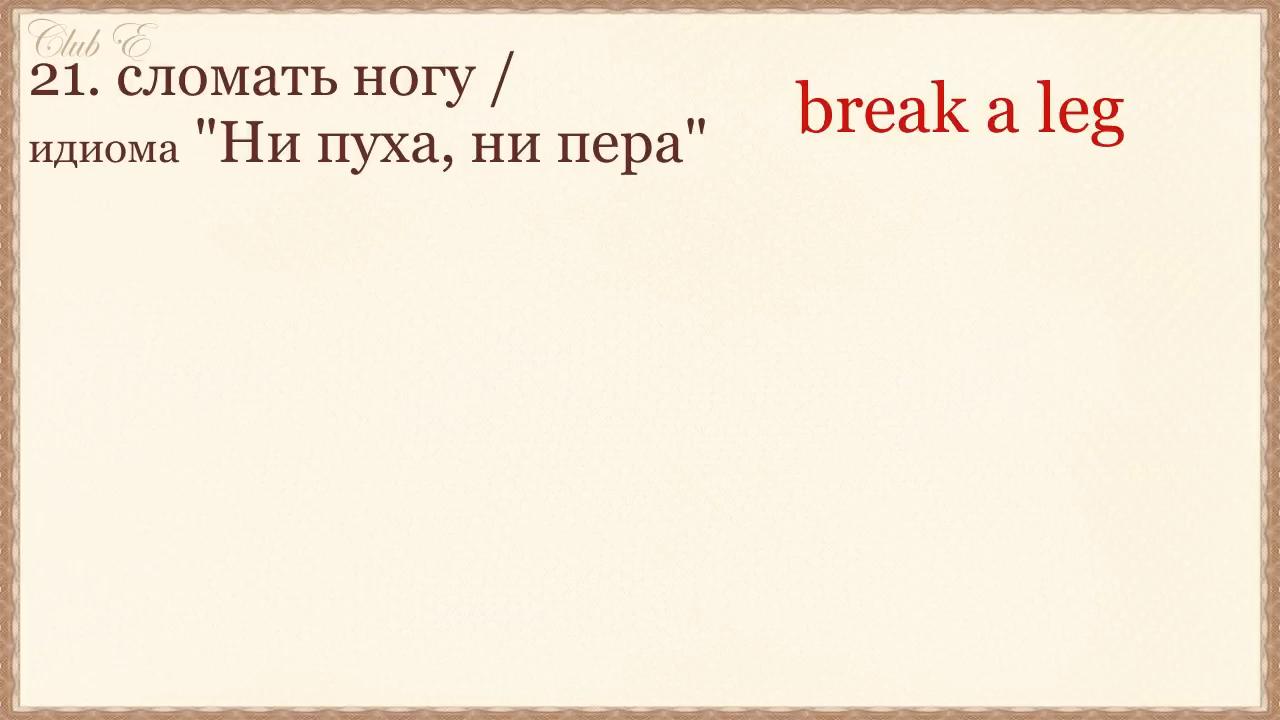 Club E
21. сломать ногу /
идиома "Ни пуха, ни пера"
break a leg